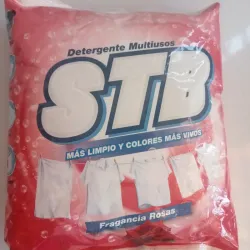 Detergente Multiusos
STB
MÁS LIMPIO Y COLORES MÁS VIVOS
Fragancia Rosas